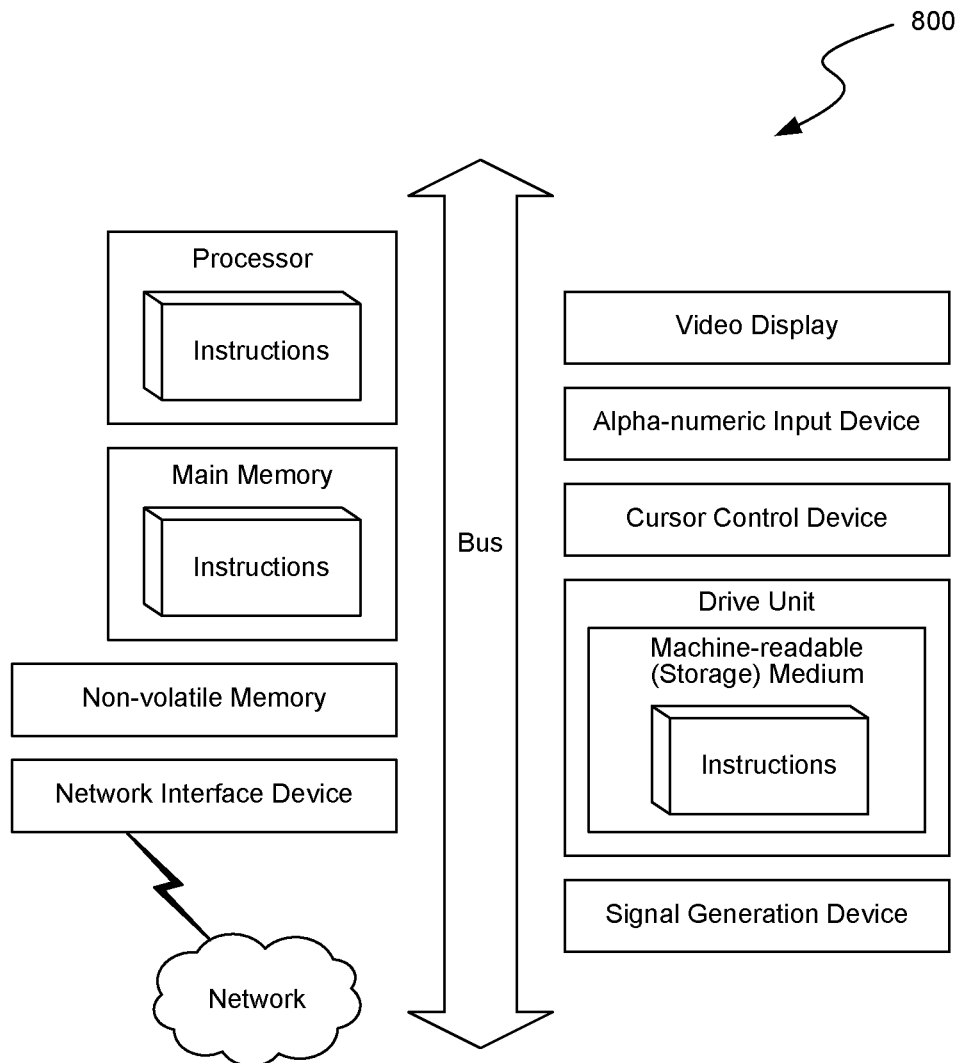 800
Processor
Instructions
Main Memory
Instructions
Non-volatile Memory
Network Interface Device
Network
Bus
Video Display
Alpha-numeric Input Device
Cursor Control Device
Drive Unit
Machine-readable
(Storage) Medium
Instructions
Signal Generation Device